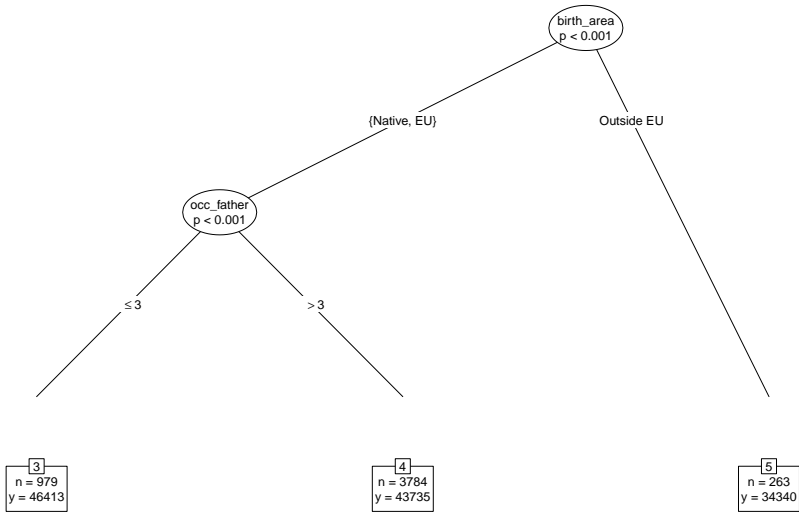 birth_area
p < 0.001
{Native, EU}
Outside EU
occ_father
p < 0.001
≤ 3
> 3
3
n = 979
y = 46413
4
n = 3784
y = 43735
5
n = 263
y = 34340